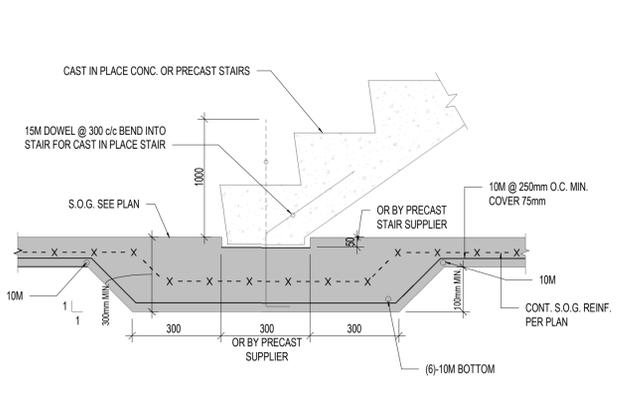 CAST IN PLACE CONC. OR PRECAST STAIRS
15M DOWEL @ 300 c/c BEND INTO
STAIR FOR CAST IN PLACE STAIR
1000
10M @ 250mm O.C. MIN.
COVER 75mm
S.O.G. SEE PLAN
OR BY PRECAST
STAIR SUPPLIER
50
X X X X X X X
X X X X X X
10M
10M
1
1
300mm MIN.
100mm MIN.
CONT. S.O.G. REINF.
PER PLAN
300 300 300
OR BY PRECAST
SUPPLIER
(6)-10M BOTTOM